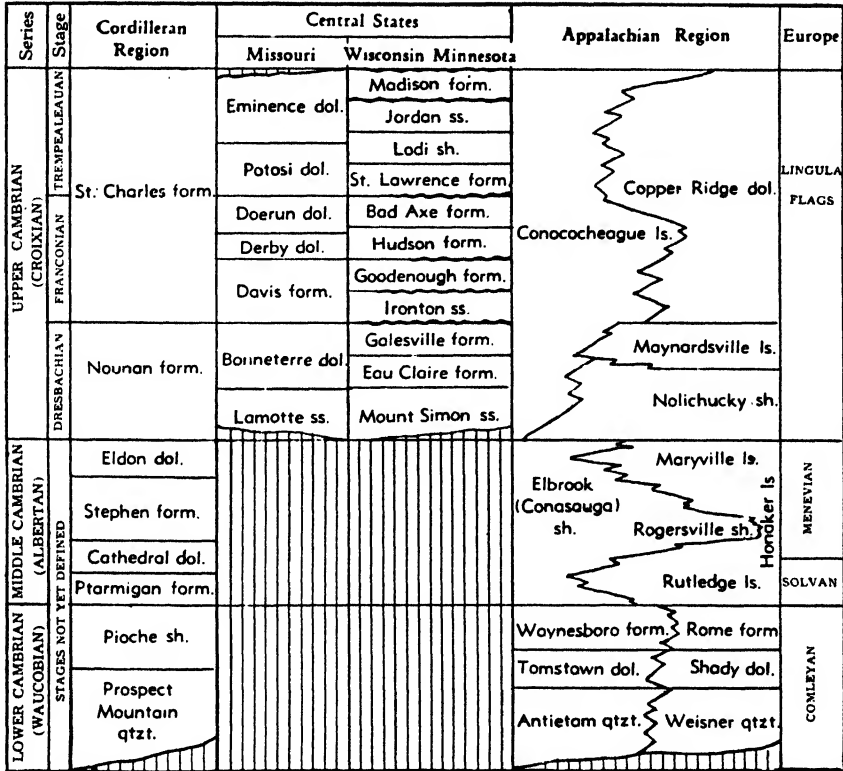 Series
Stage
Cordilleran
Region
Central States
Missouri
Wisconsin Minnesota
Appalachian Region
Europe
UPPER CAMBRIAN
(CROIXIAN)
TREMPEALEAUAN
FRANCONIAN
DRESBACHIAN
St. Charles form.
Nounan form.
Eminence dol.
Potosi dol.
Doerun dol.
Derby dol.
Davis form.
Bonneterre dol.
Lamotte ss.
Madison form.
Jordan ss.
Lodi sh.
St. Lawrence form.
Bad Axe form.
Hudson form.
Goodenough form.
Ironton ss.
Galesville form.
Eau Claire form.
Mount Simon ss.
Copper Ridge dol.
Conococheague ls.
Maynardsville ls.
Nolichucky sh.
LINGULA
FLAGS
MIDDLE CAMBRIAN
(ALBERTAN)
STAGES NOT YET DEFINED
Eldon dol.
Stephen form.
Cathedral dol.
Ptarmigan form.
Elbrook
(Conasauga)
sh.
Maryville ls.
Rogersville sh.
Honaker ls
Rutledge ls.
MENEVIAN
SOLVAN
LOWER CAMBRIAN
(WAUCOBIAN)
Pioche sh.
Prospect
Mountain
qtzt.
Waynesboro form.
Rome form
Tomstown dol.
Shady dol.
Antietam qtzt.
Weisner qtzt.
COMLEYAN